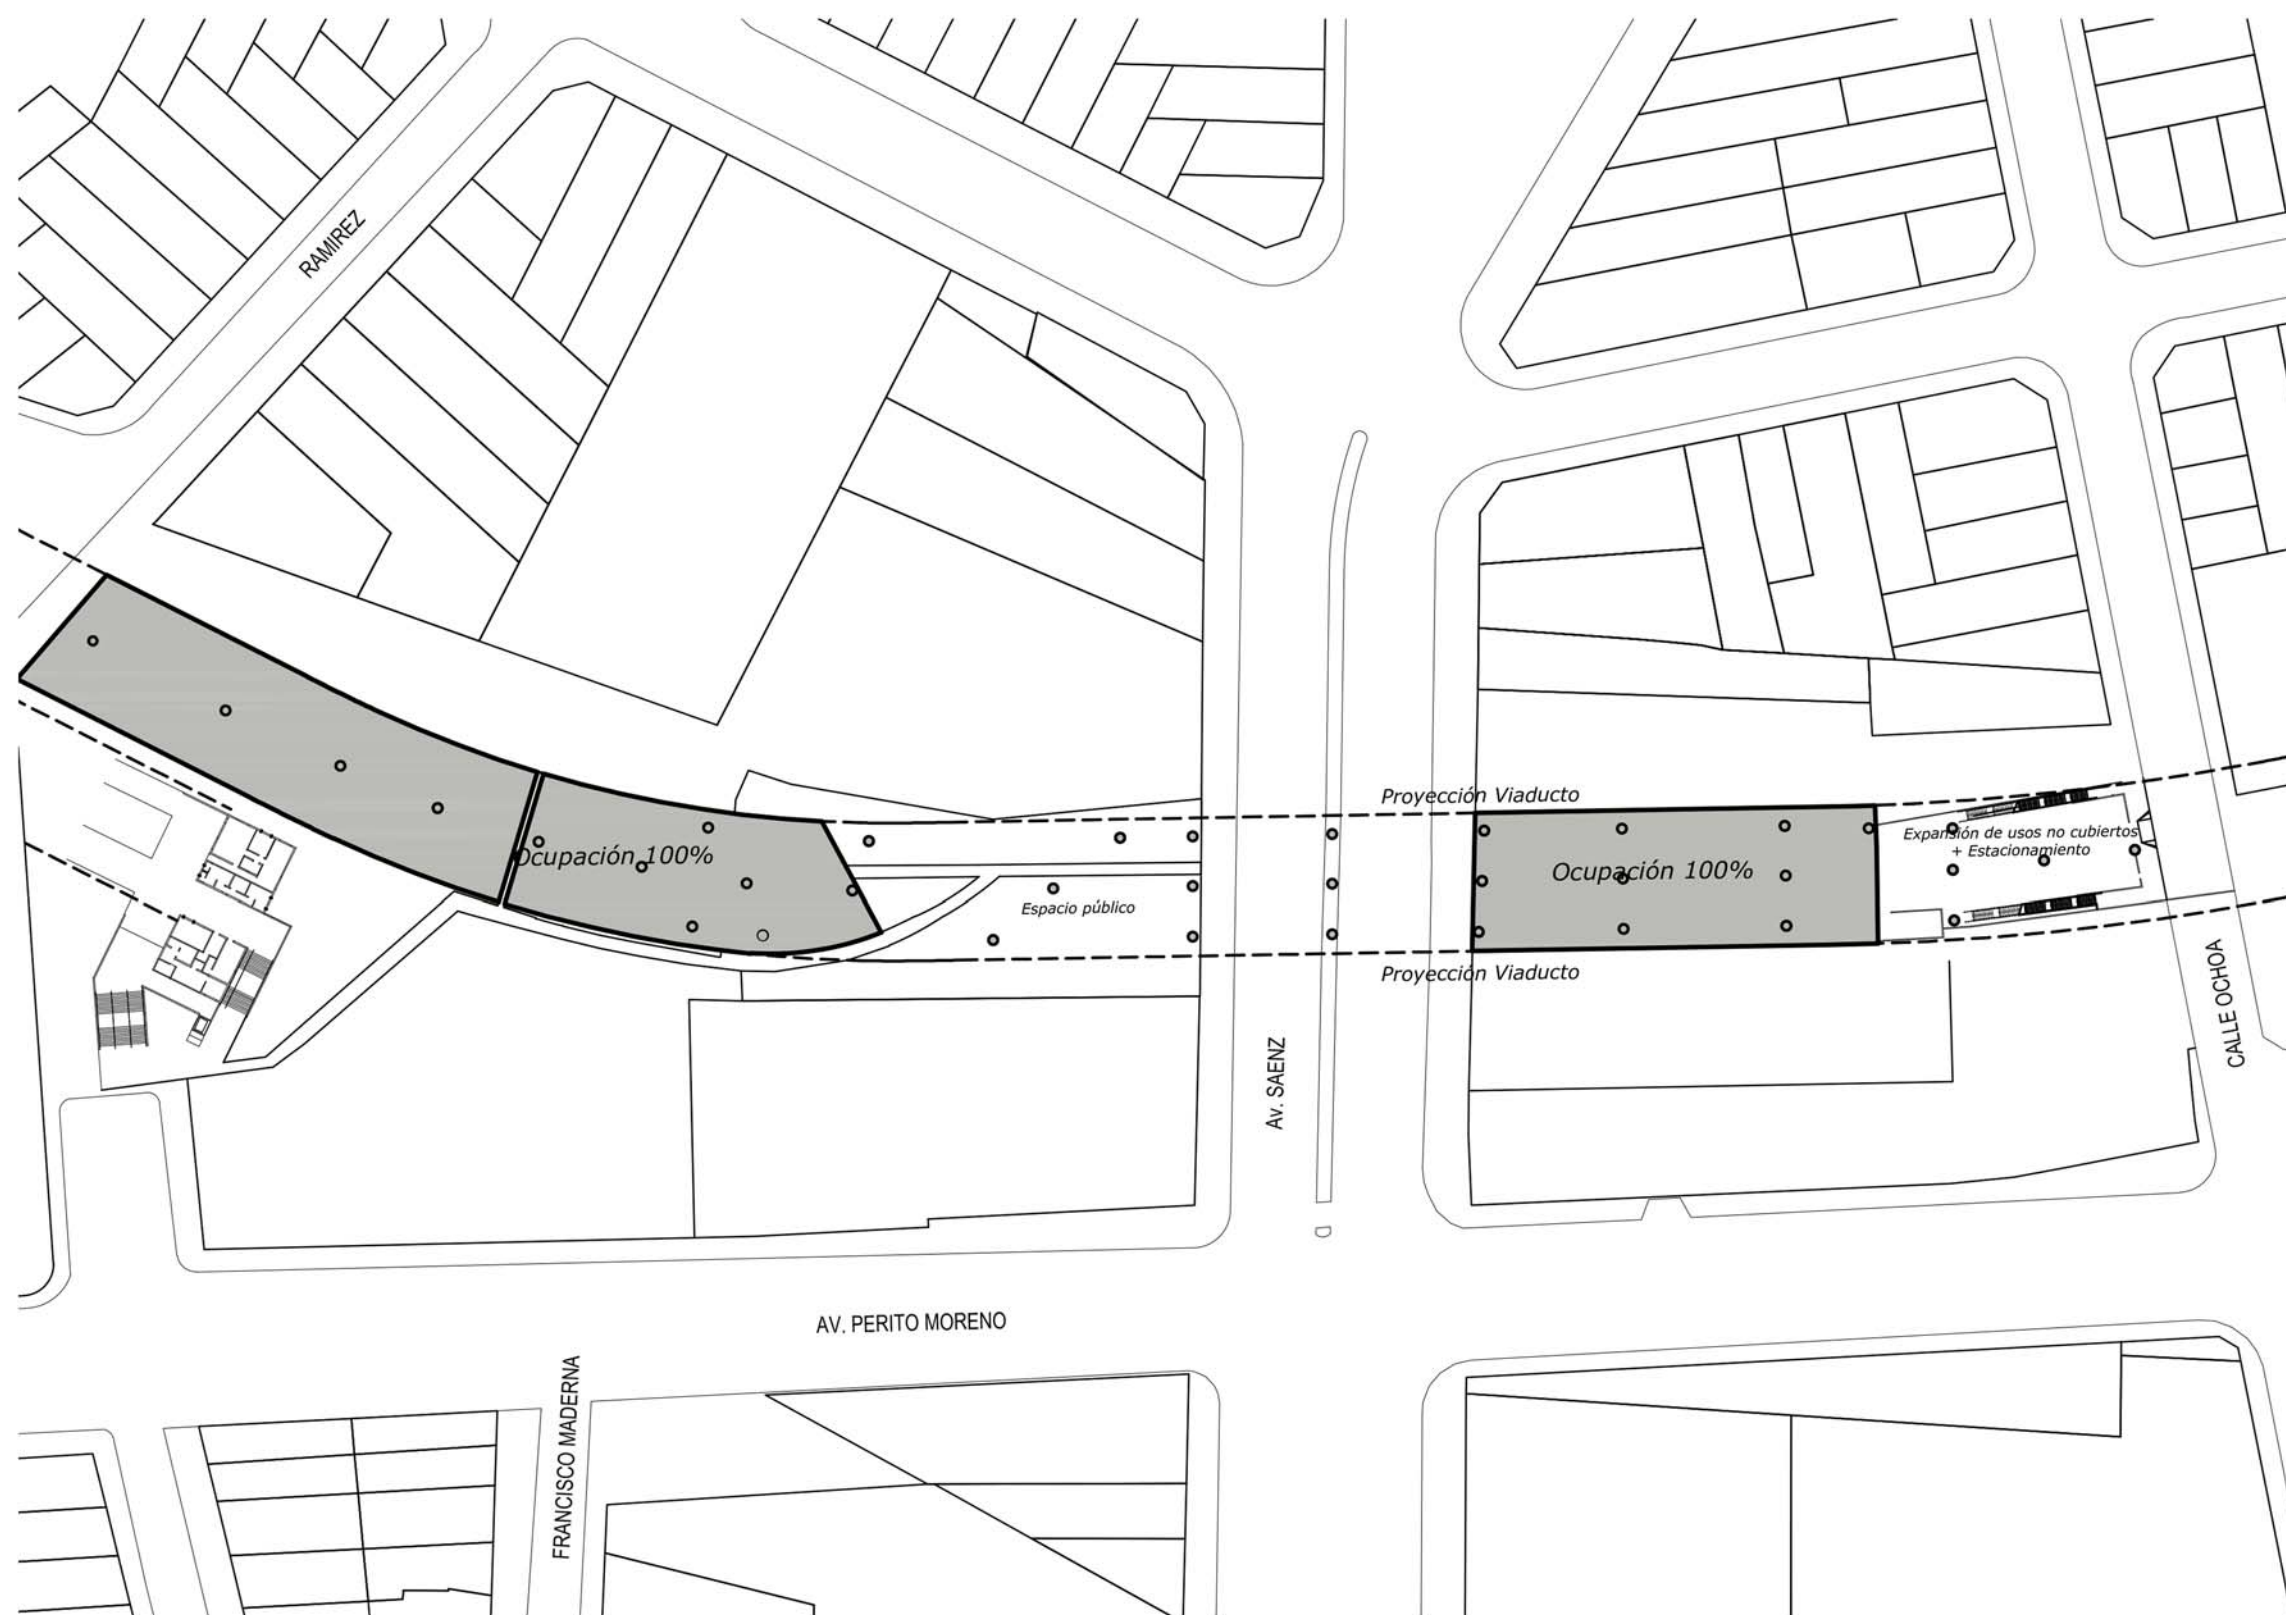 RAMIREZ
Proyección Viaducto
Expansión de usos no cubiertos
+ Estacionamiento
Ocupación 100%
Ocupación 100%
Espacio público
Proyección Viaducto
CALLE OCHOA
Av. SAENZ
AV. PERITO MORENO
FRANCISCO MADERNA